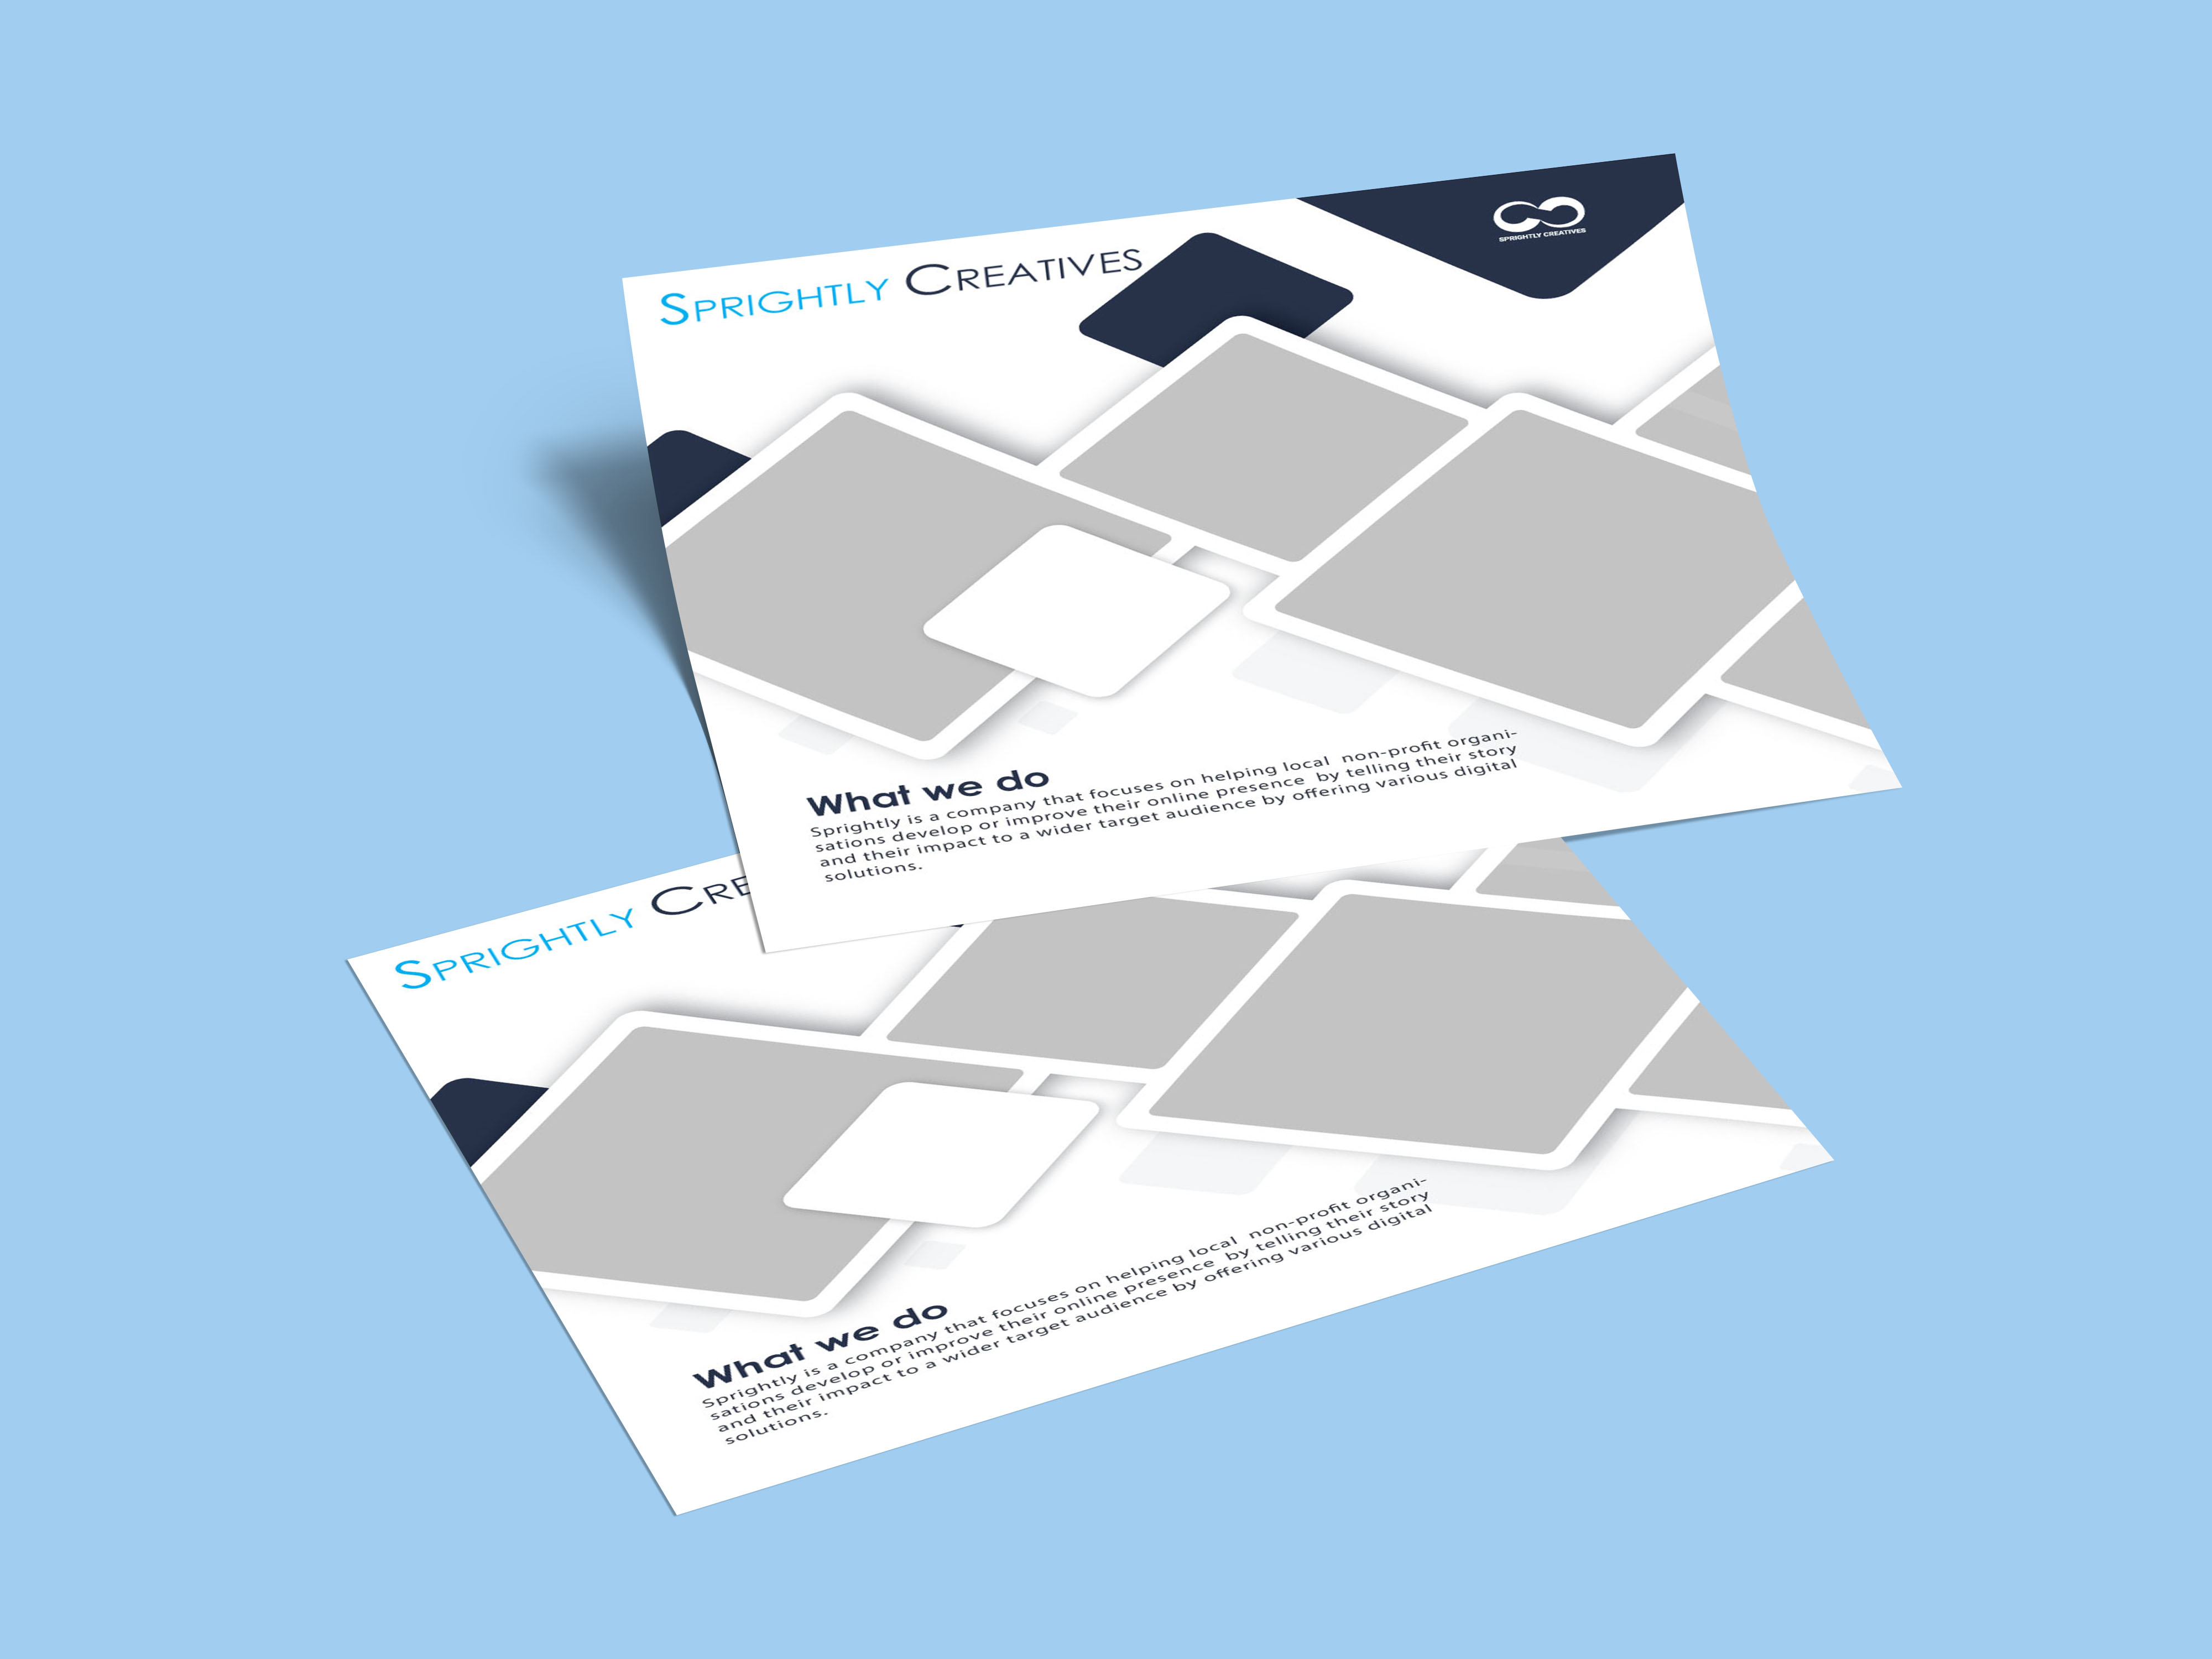 SPRIGHTLY CREATIVES
SPRIGHTLY CREATIVES
What we do
Sprightly is a company that focuses on helping local non-profit organi-
sations develop or improve their online presence by telling their story
and their impact to a wider target audience by offering various digital
solutions.
SPRIGHTLY CRE
What we do
Sprightly is a company that focuses on helping local non-profit organi-
sations develop or improve their online presence by telling their story
and their impact to a wider target audience by offering various digital
solutions.